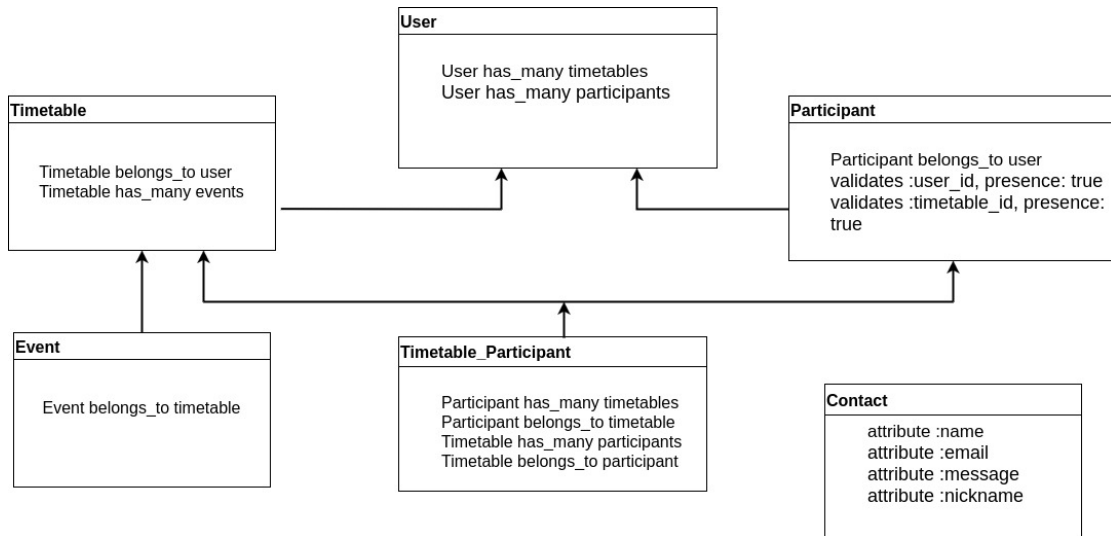 User
User has_many timetables
User has_many participants
Timetable
Timetable belongs_to user
Timetable has_many events
Participant
Participant belongs_to user
validates :user_id, presence: true
validates :timetable_id, presence:
true
Event
Event belongs_to timetable
Timetable_Participant
Participant has_many timetables
Participant belongs_to timetable
Timetable has_many participants
Timetable belongs_to participant
Contact
attribute :name
attribute :email
attribute :message
attribute :nickname